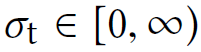 σₜ ∈ [0, ∞)